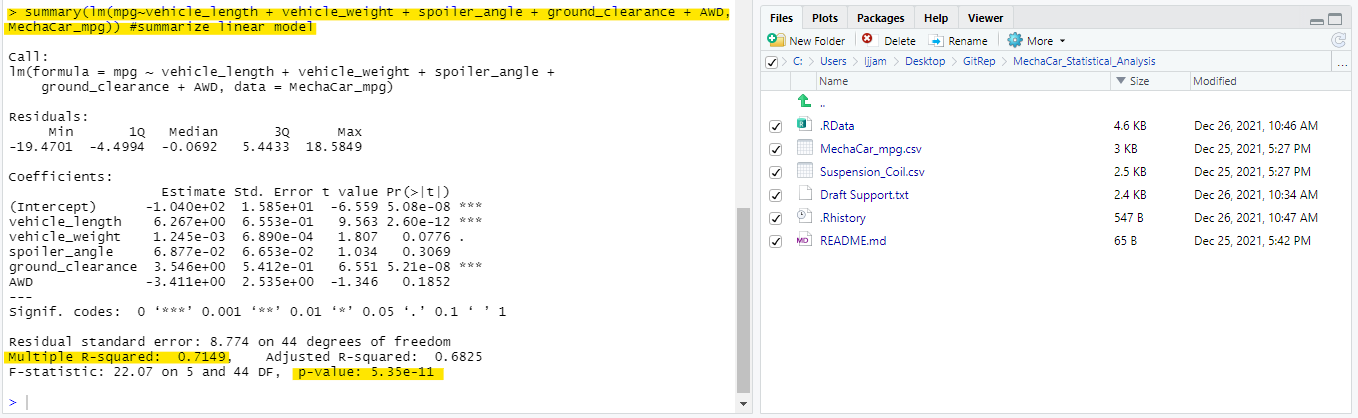 > summary(lm(mpg~vehicle_length + vehicle_weight + spoiler_angle + ground_clearance + AWD,
MechaCar_mpg)) #summarize linear model
Call:
lm(formula = mpg ~ vehicle_length + vehicle_weight + spoiler_angle +
    ground_clearance + AWD, data = MechaCar_mpg)
Residuals:
     Min       1Q   Median       3Q      Max
-19.4701  -4.4994  -0.0692   5.4433  18.5849
Coefficients:
                   Estimate Std. Error t value Pr(>|t|)
(Intercept)      -1.040e+02  1.585e+01  -6.559 5.08e-08 ***
vehicle_length    6.267e+00  6.553e-01   9.563 2.60e-12 ***
vehicle_weight    1.245e-03  6.890e-04   1.807   0.0776 .
spoiler_angle     6.877e-02  6.653e-02   1.034   0.3069
ground_clearance  3.546e+00  5.412e-01   6.551 5.21e-08 ***
AWD              -3.411e+00  2.535e+00  -1.346   0.1852
---
Signif. codes:  0 ‘***’ 0.001 ‘**’ 0.01 ‘*’ 0.05 ‘.’ 0.1 ‘ ’ 1
Residual standard error: 8.774 on 44 degrees of freedom
Multiple R-squared:  0.7149,    Adjusted R-squared:  0.6825
F-statistic: 22.07 on 5 and 44 DF,  p-value: 5.35e-11
>
Files Plots Packages Help Viewer
New Folder Delete Rename More
C: > Users > ljjam > Desktop > GitRep > MechaCar_Statistical_Analysis ...
Name Size Modified
..
.RData 4.6 KB Dec 26, 2021, 10:46 AM
MechaCar_mpg.csv 3 KB Dec 25, 2021, 5:27 PM
Suspension_Coil.csv 2.5 KB Dec 25, 2021, 5:27 PM
Draft Support.txt 2.4 KB Dec 26, 2021, 10:34 AM
.Rhistory 547 B Dec 26, 2021, 10:47 AM
MD README.md 65 B Dec 25, 2021, 5:42 PM